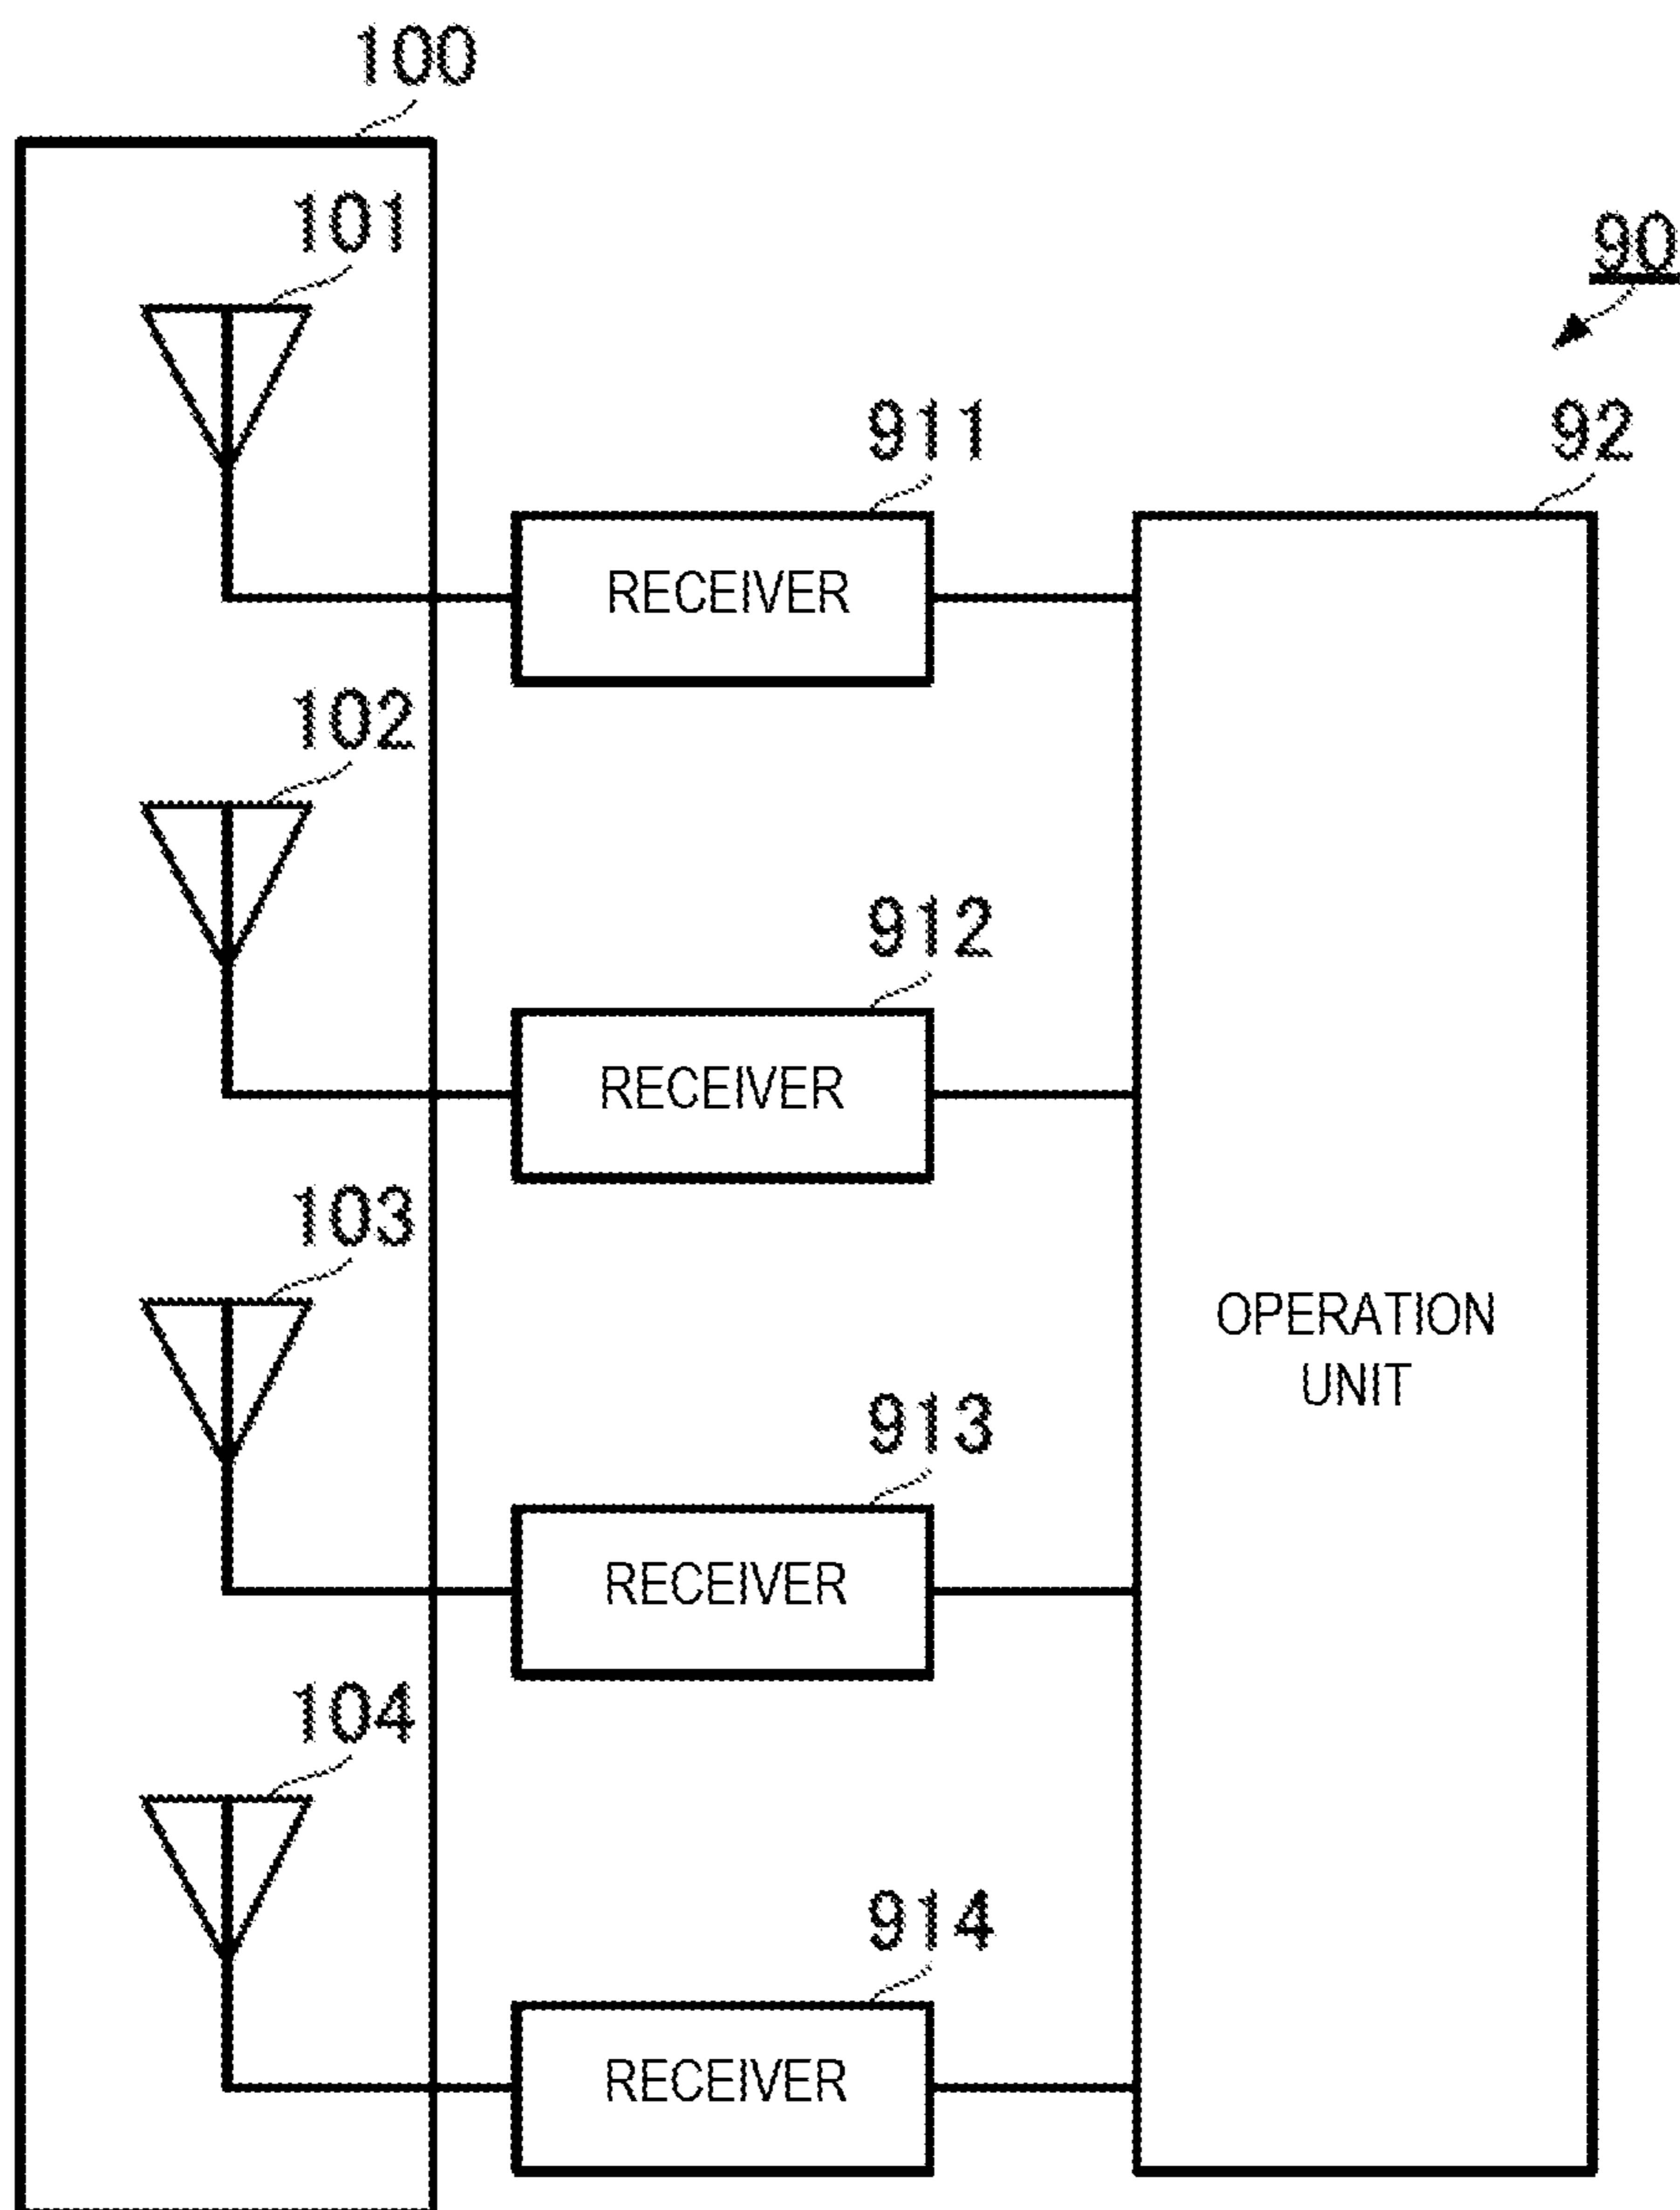 100
101
90
911
92
RECEIVER
102
912
RECEIVER
103
OPERATION
UNIT
913
RECEIVER
104
914
RECEIVER